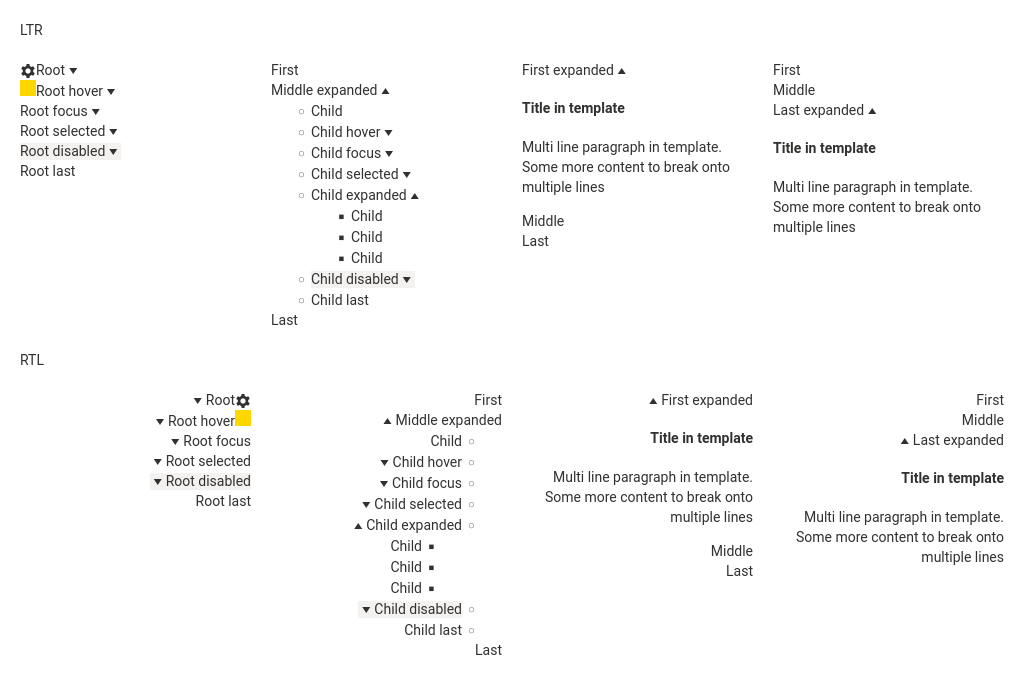 LTR
Root
Root hover
Root focus
Root selected
Root disabled
Root last
First
Middle expanded
Child
Child hover
Child focus
Child selected
Child expanded
Child
Child
Child
Child disabled
Child last
Last
First expanded
Title in template
Multi line paragraph in template.
Some more content to break onto
multiple lines
Middle
Last
First
Middle
Last expanded
Title in template
Multi line paragraph in template.
Some more content to break onto
multiple lines
RTL
Root
Root hover
Root focus
Root selected
Root disabled
Root last
First
Middle expanded
Child
Child hover
Child focus
Child selected
Child expanded
Child
Child
Child
Child disabled
Child last
Last
First expanded
Title in template
Multi line paragraph in template.
Some more content to break onto
multiple lines
Middle
Last
First
Middle
Last expanded
Title in template
Multi line paragraph in template.
Some more content to break onto
multiple lines